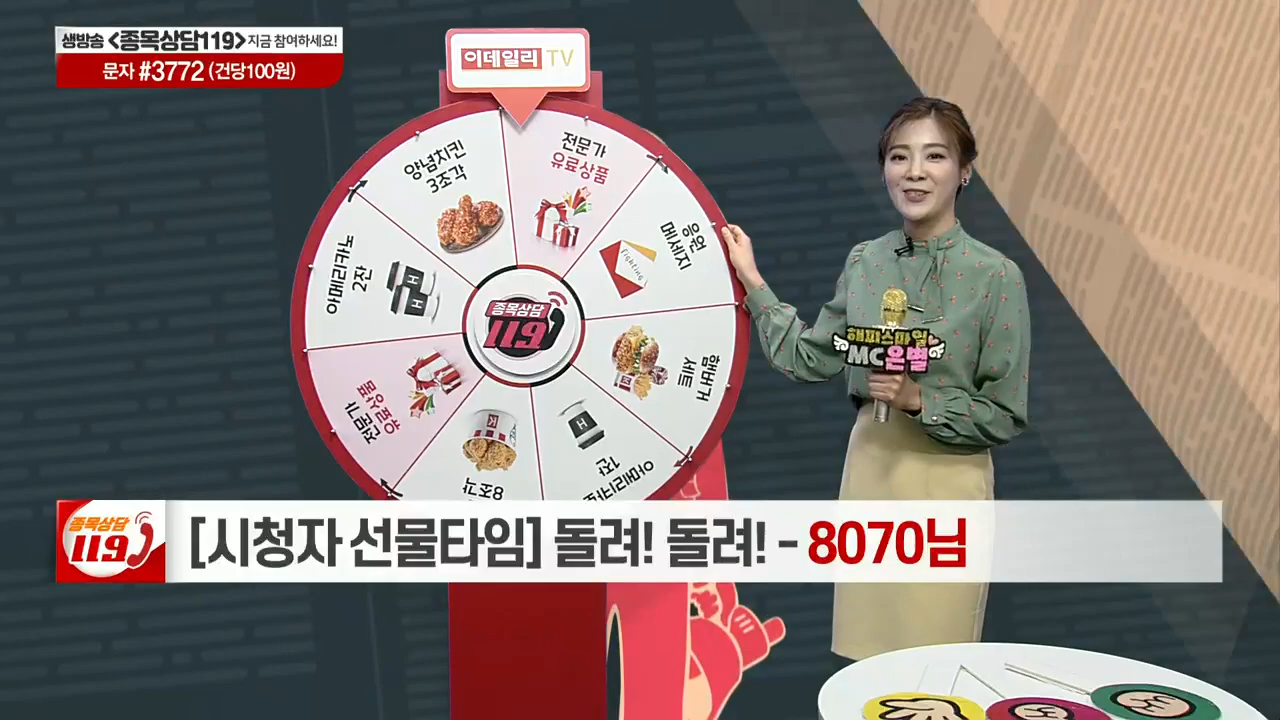 생방송 <종목상담119> 지금 참여하세요!
문자 #3772 (건당100원)
이데일리 TV
전문가
유료상품
응원
메세지
Fighting
햄버거
세트
아메리카노
1잔
8조각
전문가
유료상품
아메리카노
2잔
양념치킨
3조각
H
H
H
K
종목상담
119
해피스마일
MC은별
종목상담
119
[시청자 선물타임] 돌려! 돌려! - 8070님